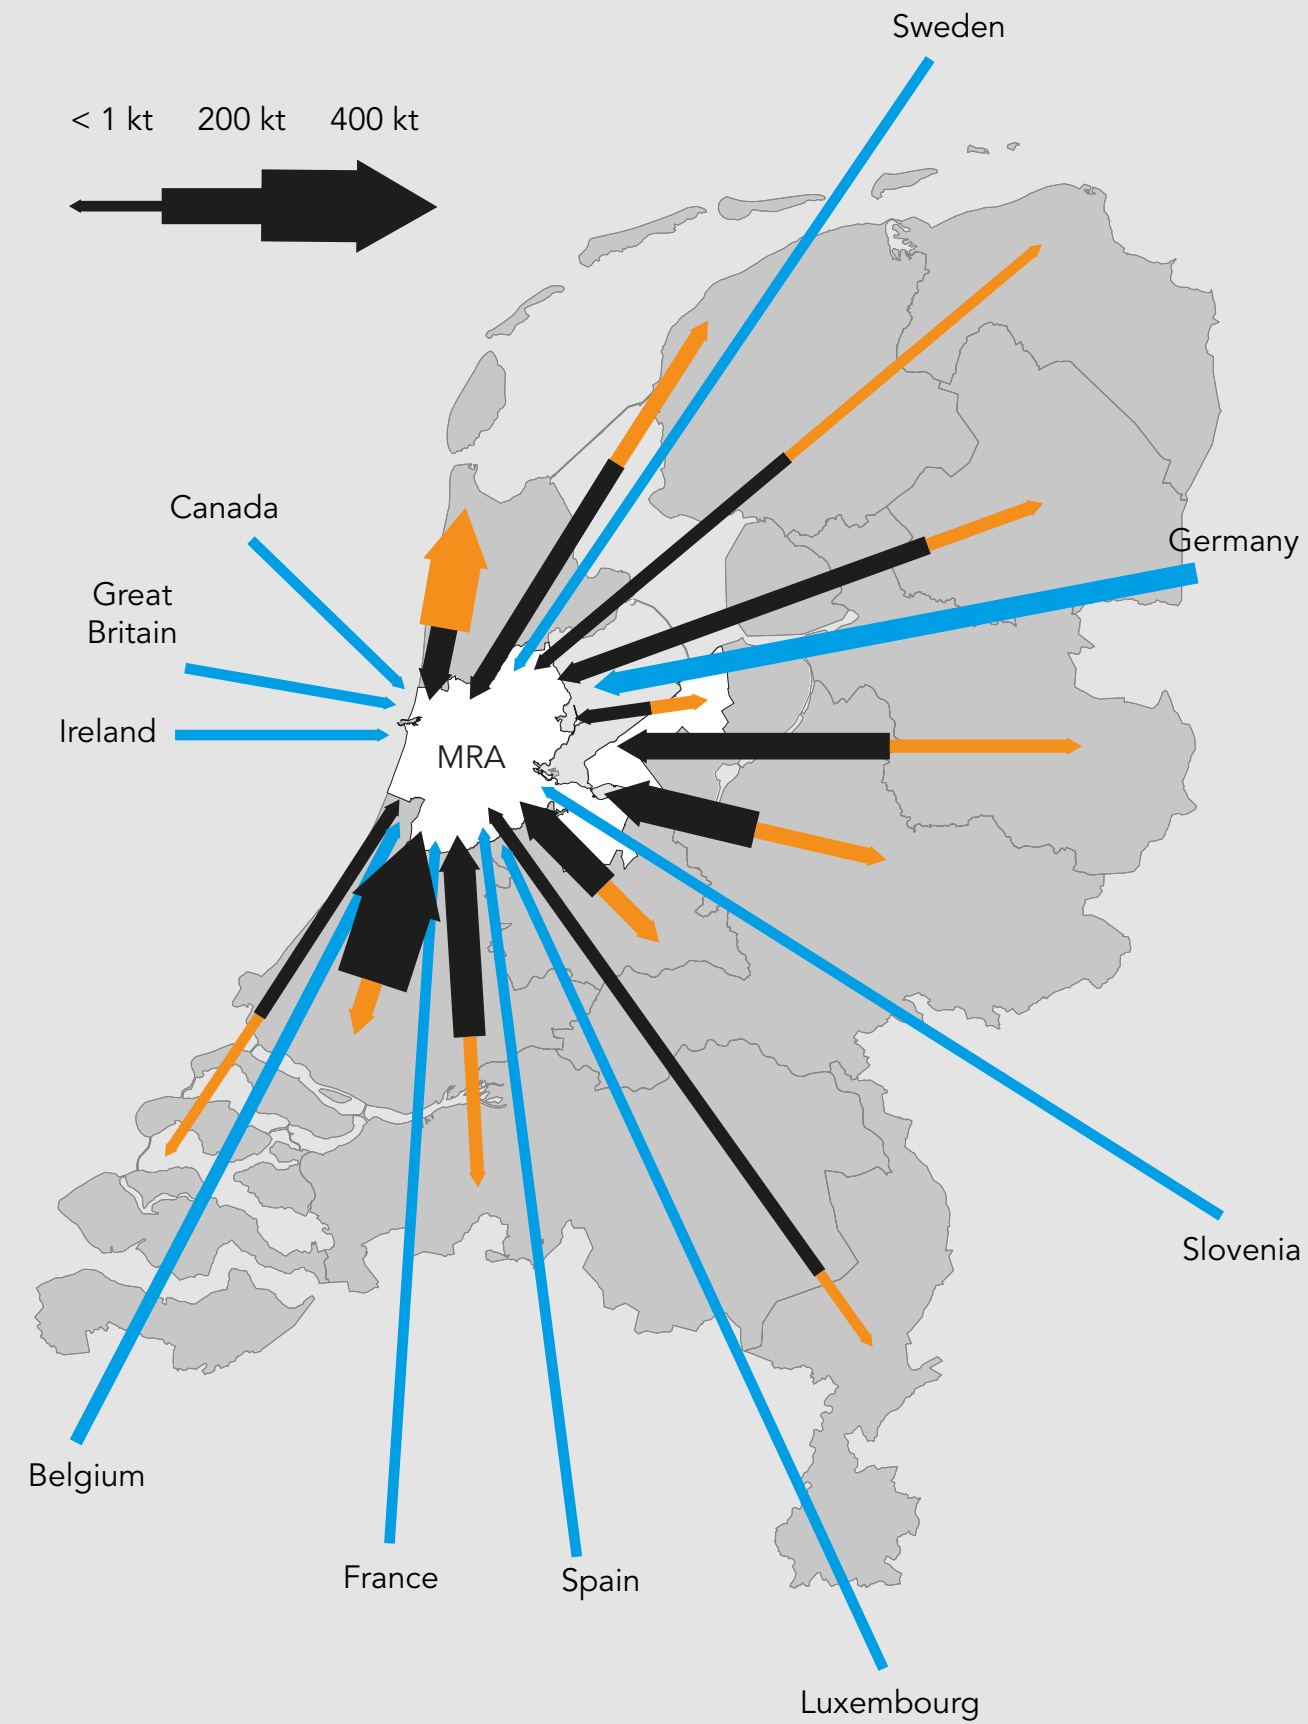 Sweden
< 1 kt 200 kt 400 kt
Canada
Germany
Great
Britain
Ireland
MRA
Slovenia
Belgium
France
Spain
Luxembourg